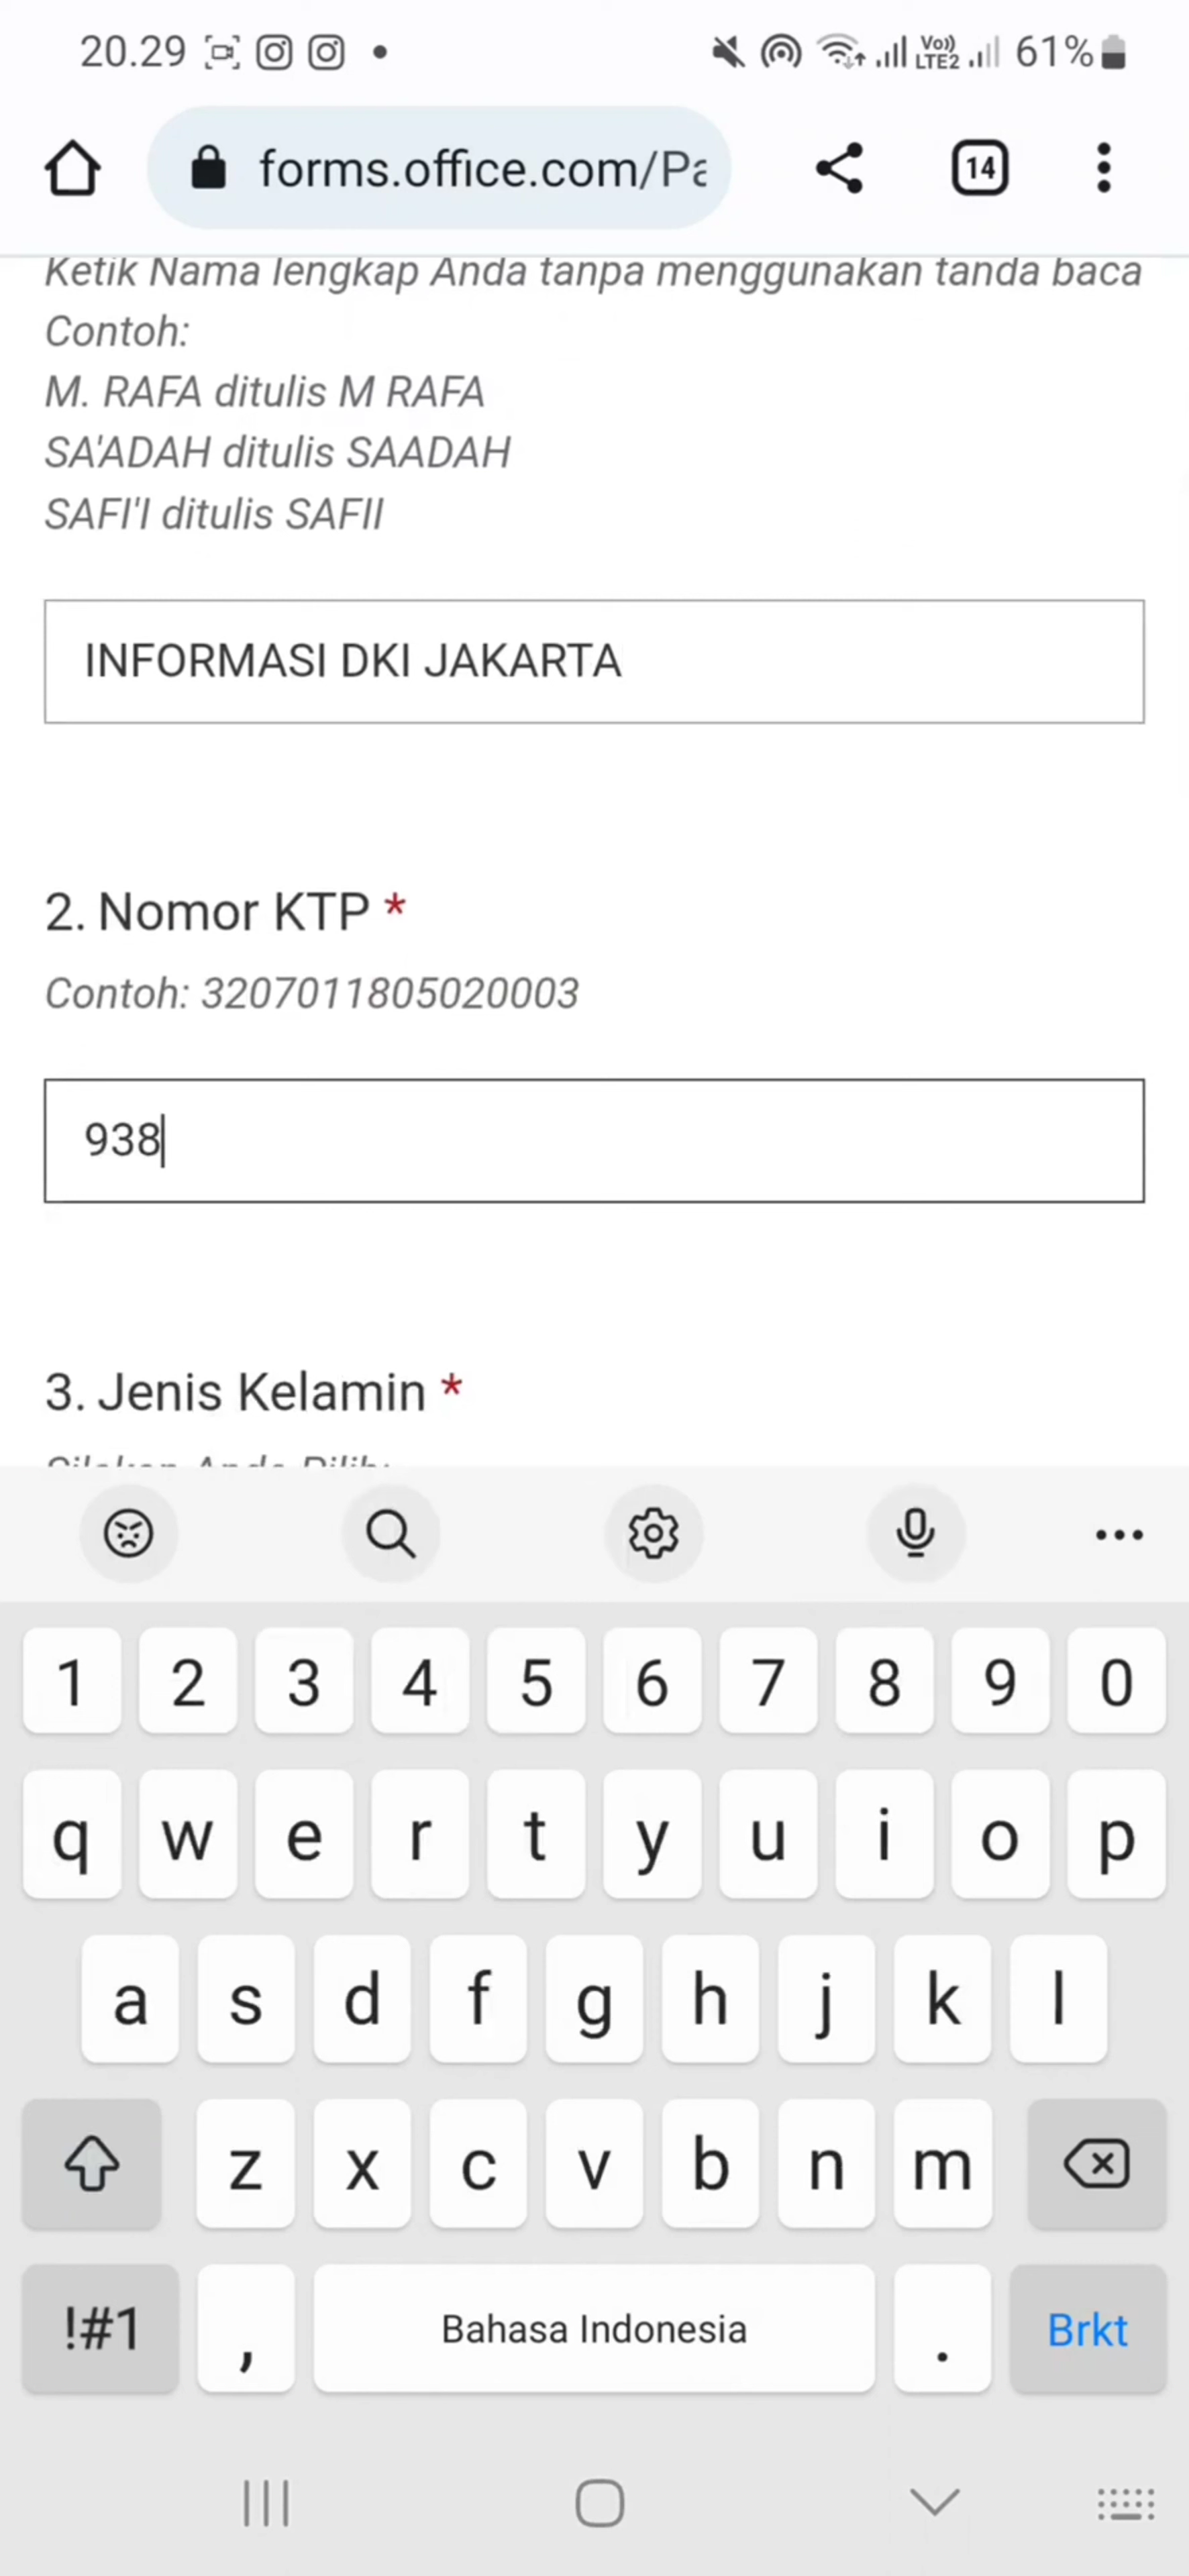 20.29 Vo)) LTE2 61%
forms.office.com/Pa 14
Ketik Nama lengkap Anda tanpa menggunakan tanda baca
Contoh:
M. RAFA ditulis M RAFA
SA'ADAH ditulis SAADAH
SAFI'I ditulis SAFII
INFORMASI DKI JAKARTA
2. Nomor KTP *
Contoh: 3207011805020003
938
3. Jenis Kelamin *
1 2 3 4 5 6 7 8 9 0
q w e r t y u i o p
a s d f g h j k l
z x c v b n m
!#1 , Bahasa Indonesia . Brkt